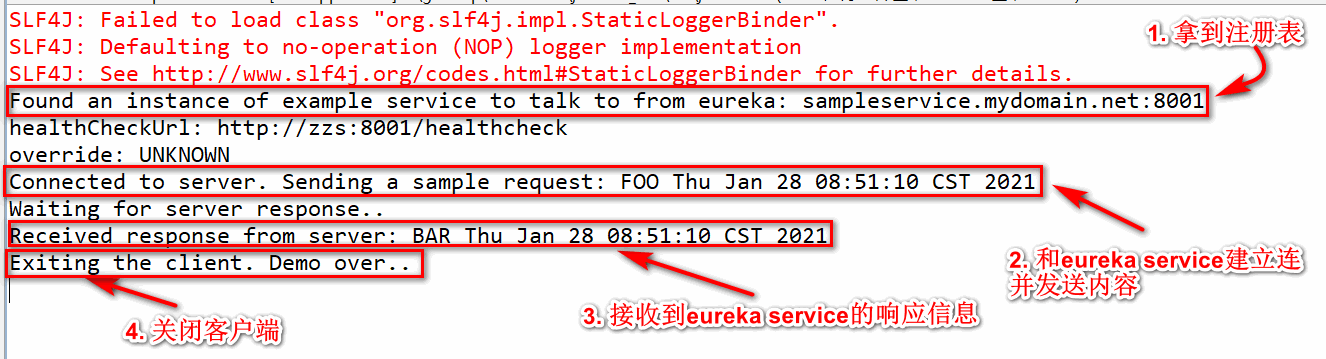 SLF4J: Failed to load class "org.slf4j.impl.StaticLoggerBinder".
SLF4J: Defaulting to no-operation (NOP) logger implementation
SLF4J: See http://www.slf4j.org/codes.html#StaticLoggerBinder for further details.
1. 拿到注册表
Found an instance of example service to talk to from eureka: sampleservice.mydomain.net:8001
healthCheckUrl: http://zzs:8001/healthcheck
override: UNKNOWN
Connected to server. Sending a sample request: FOO Thu Jan 28 08:51:10 CST 2021
Waiting for server response..
Received response from server: BAR Thu Jan 28 08:51:10 CST 2021
Exiting the client. Demo over..
2. 和eureka service建立连
并发送内容
3. 接收到eureka service的响应信息
4. 关闭客户端